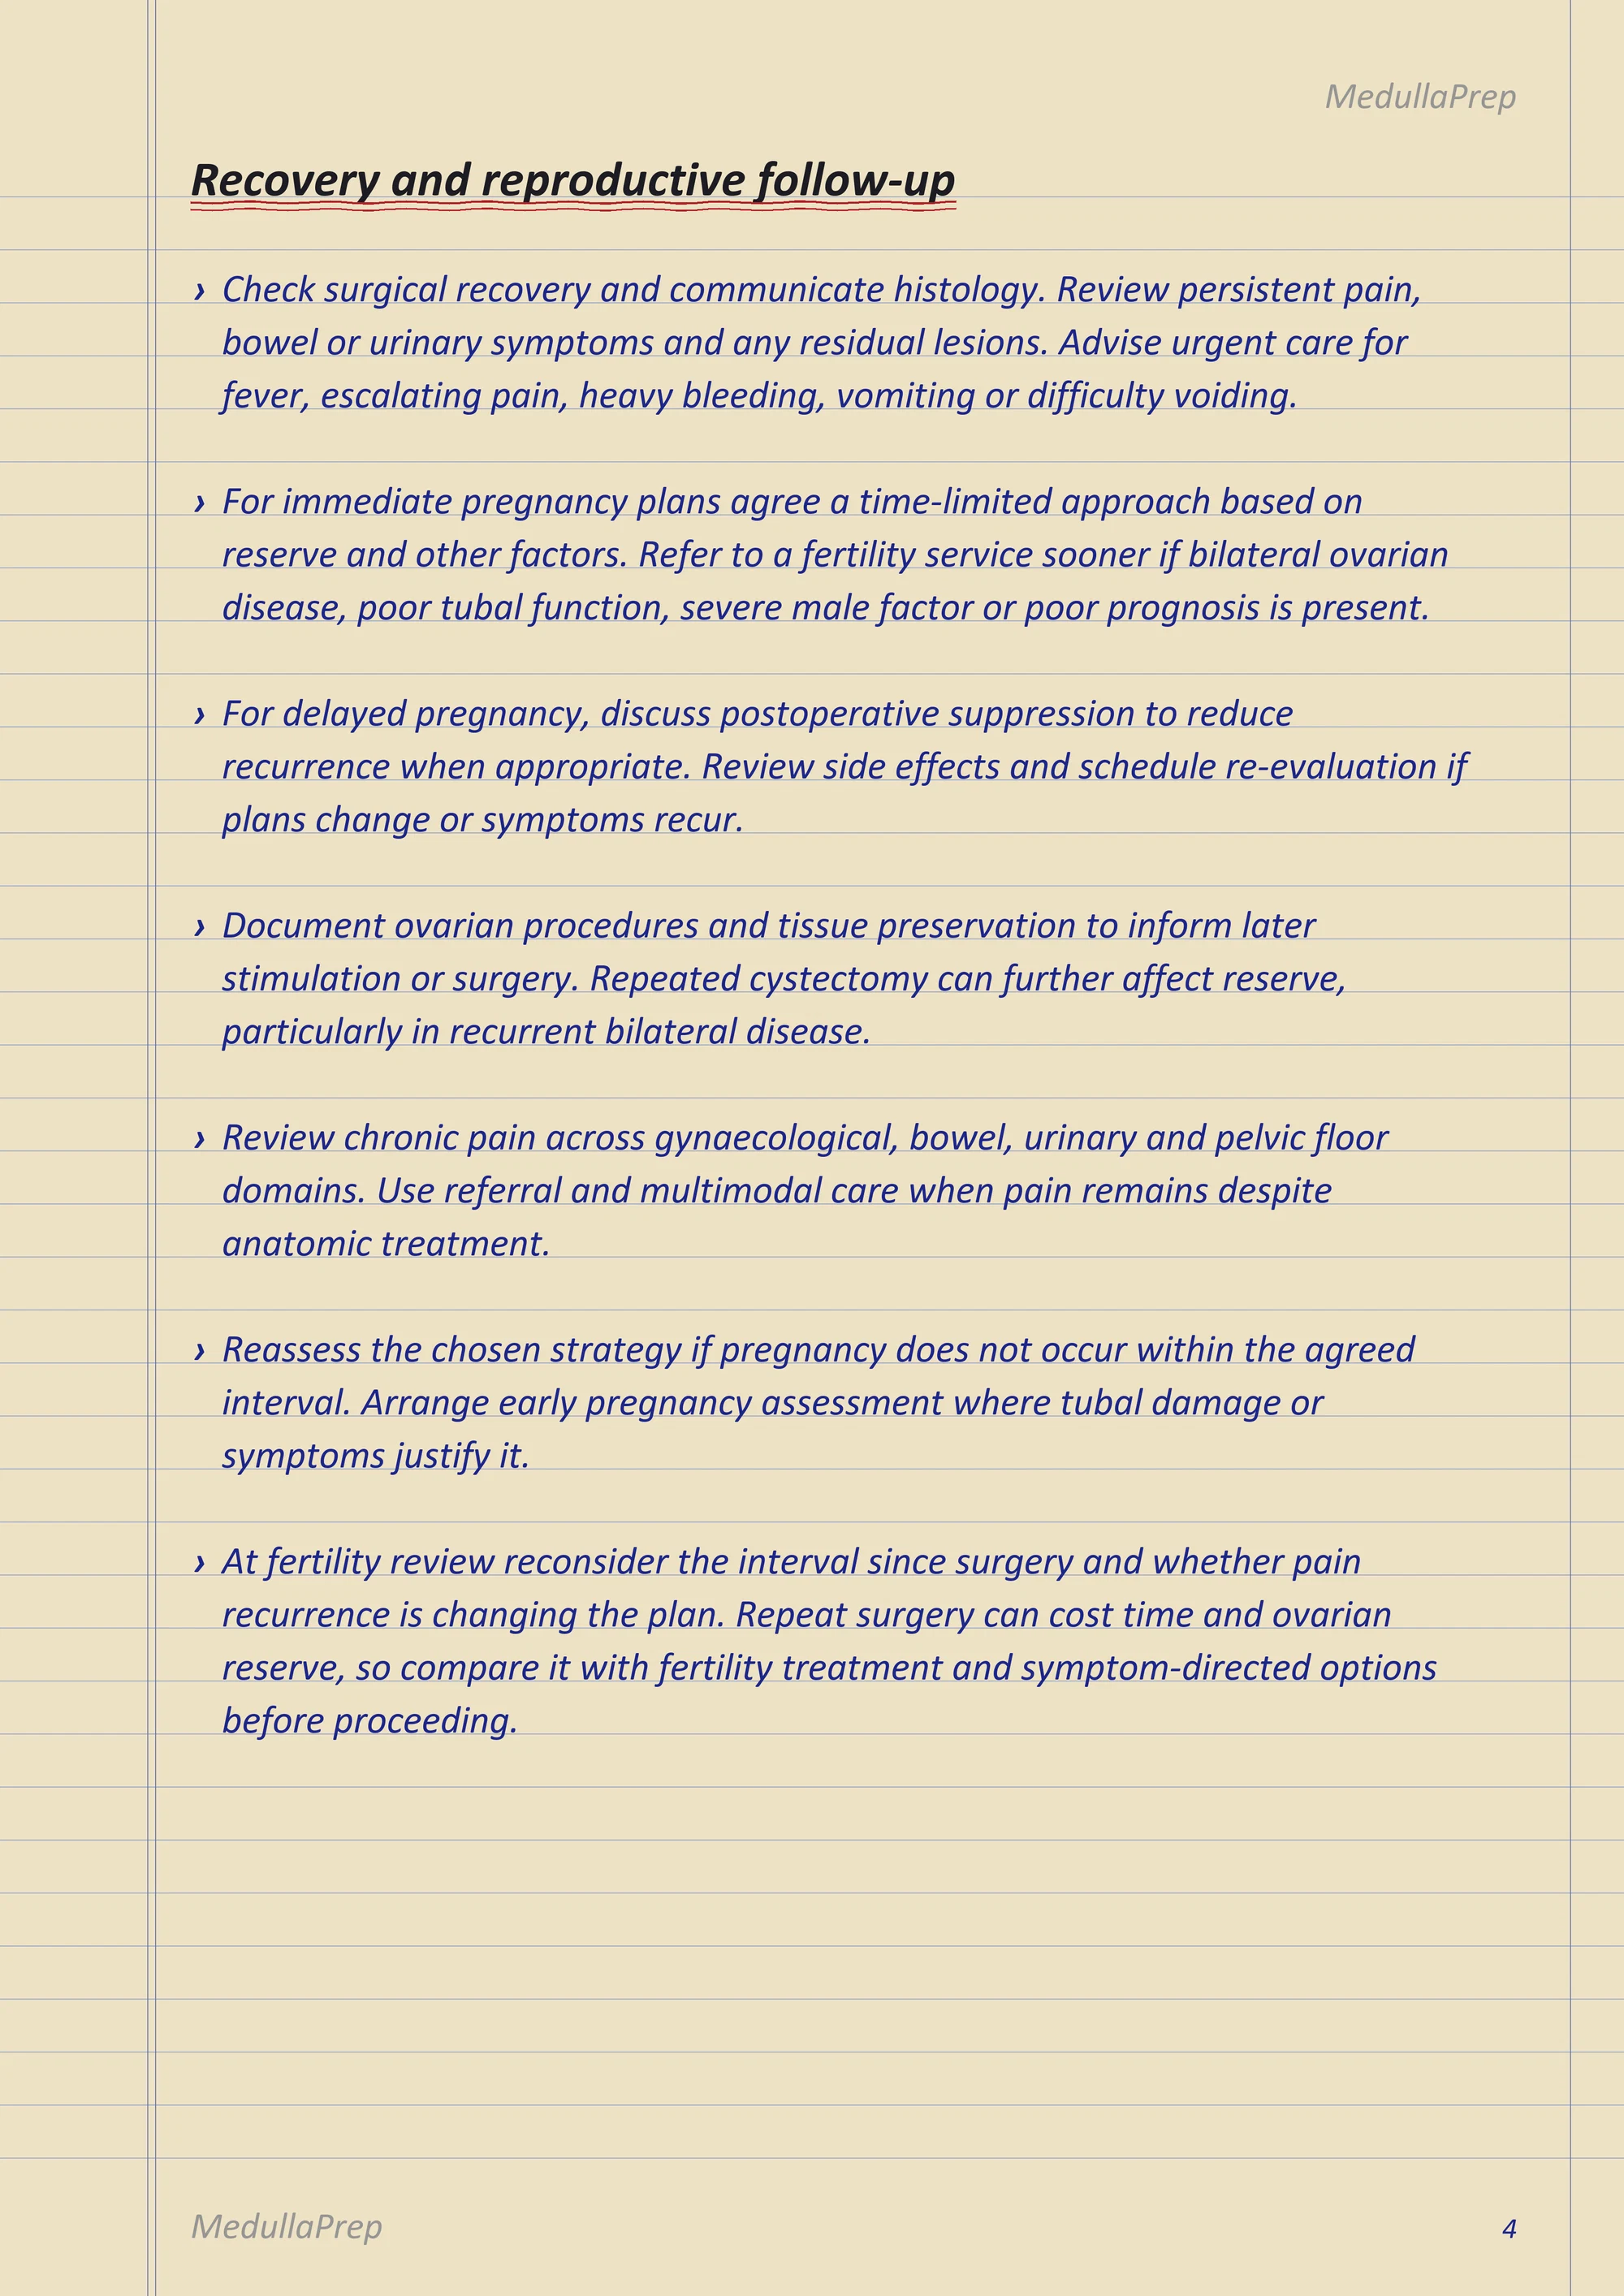 MedullaPrep
Recovery and reproductive follow-up
› Check surgical recovery and communicate histology. Review persistent pain,
bowel or urinary symptoms and any residual lesions. Advise urgent care for
fever, escalating pain, heavy bleeding, vomiting or difficulty voiding.
› For immediate pregnancy plans agree a time-limited approach based on
reserve and other factors. Refer to a fertility service sooner if bilateral ovarian
disease, poor tubal function, severe male factor or poor prognosis is present.
› For delayed pregnancy, discuss postoperative suppression to reduce
recurrence when appropriate. Review side effects and schedule re-evaluation if
plans change or symptoms recur.
› Document ovarian procedures and tissue preservation to inform later
stimulation or surgery. Repeated cystectomy can further affect reserve,
particularly in recurrent bilateral disease.
› Review chronic pain across gynaecological, bowel, urinary and pelvic floor
domains. Use referral and multimodal care when pain remains despite
anatomic treatment.
› Reassess the chosen strategy if pregnancy does not occur within the agreed
interval. Arrange early pregnancy assessment where tubal damage or
symptoms justify it.
› At fertility review reconsider the interval since surgery and whether pain
recurrence is changing the plan. Repeat surgery can cost time and ovarian
reserve, so compare it with fertility treatment and symptom-directed options
before proceeding.
MedullaPrep
4